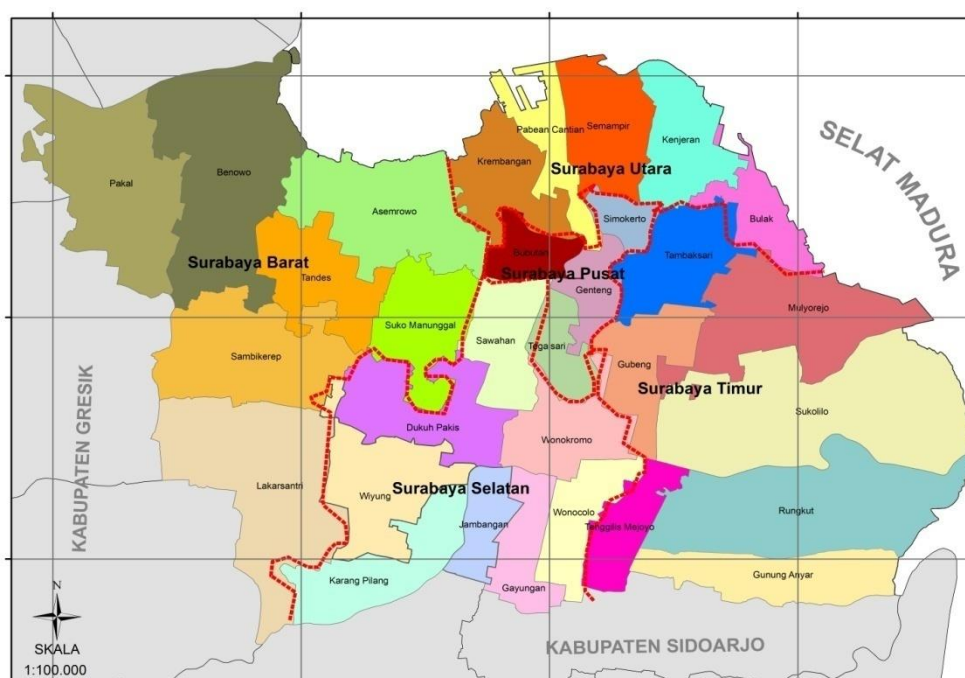 Pabean Cantian
Semampir
Kenjeran
SELAT MADURA
Krembangan
Surabaya Utara
Pakal
Benowo
Asemrowo
Simokerto
Bulak
Bubutan
Tambaksari
Surabaya Barat
Tandes
Surabaya Pusat
Genteng
Mulyorejo
Suko Manunggal
Sawahan
Tegalsari
Sambikerep
Gubeng
Surabaya Timur
Sukolilo
KABUPATEN GRESIK
Dukuh Pakis
Wonokromo
Lakarsantri
Wiyung
Surabaya Selatan
Jambangan
Wonocolo
Rungkut
Tenggilis Mejoyo
Karang Pilang
Gayungan
Gunung Anyar
N
SKALA
1:100.000
KABUPATEN SIDOARJO